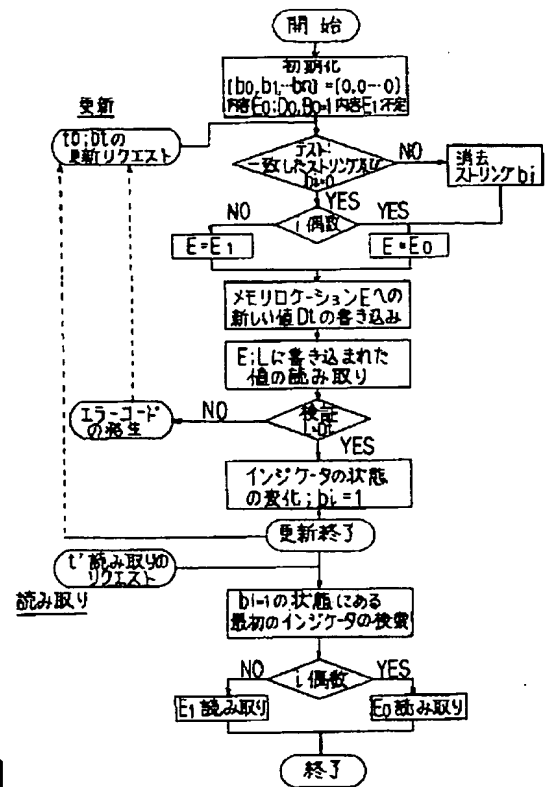 開始
初期化
(b0,b1,…bn)=(0,0…0)
内容E0:D0,B0=1 内容E1不定
更新
t0;Dtの
更新リクエスト
テスト:
一致したストリング及び
bi=0
NO
消去
ストリングbi
YES
NO
i 偶数
YES
E=E1
E=E0
メモリロケーションEへの
新しい値Dtの書き込み
E;Lに書き込まれた
値の読み取り
エラーコード
の発生
NO
検証
L=Dt
YES
インジケータの状態
の変化;bi=1
更新終了
t'読み取りの
リクエスト
読み取り
bi=1の状態にある
最初のインジケータの検索
NO
i 偶数
YES
E1 読み取り
E0 読み取り
終了